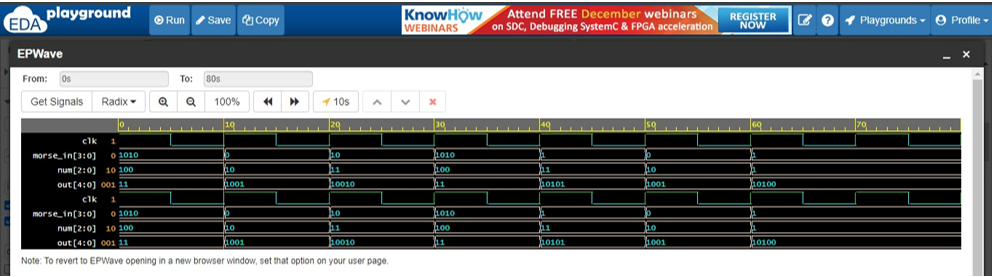 EDA playground
Run Save Copy
KnowHow WEBINARS
Attend FREE December webinars
on SDC, Debugging SystemC & FPGA acceleration
REGISTER NOW
Playgrounds Profile
EPWave
From: 0s To: 80s
Get Signals Radix 100% 10s
0 10 20 30 40 50 60 70
clk 1
morse_in[3:0] 0 1010 0 10 1010 1 0 1
num[2:0] 10 100 10 11 100 11 10 1
out[4:0] 001 11 1001 10010 11 10101 1001 10100
clk 1
morse_in[3:0] 0 1010 0 10 1010 1 0 1
num[2:0] 10 100 10 11 100 11 10 1
out[4:0] 001 11 1001 10010 11 10101 1001 10100
Note: To revert to EPWave opening in a new browser window, set that option on your user page.